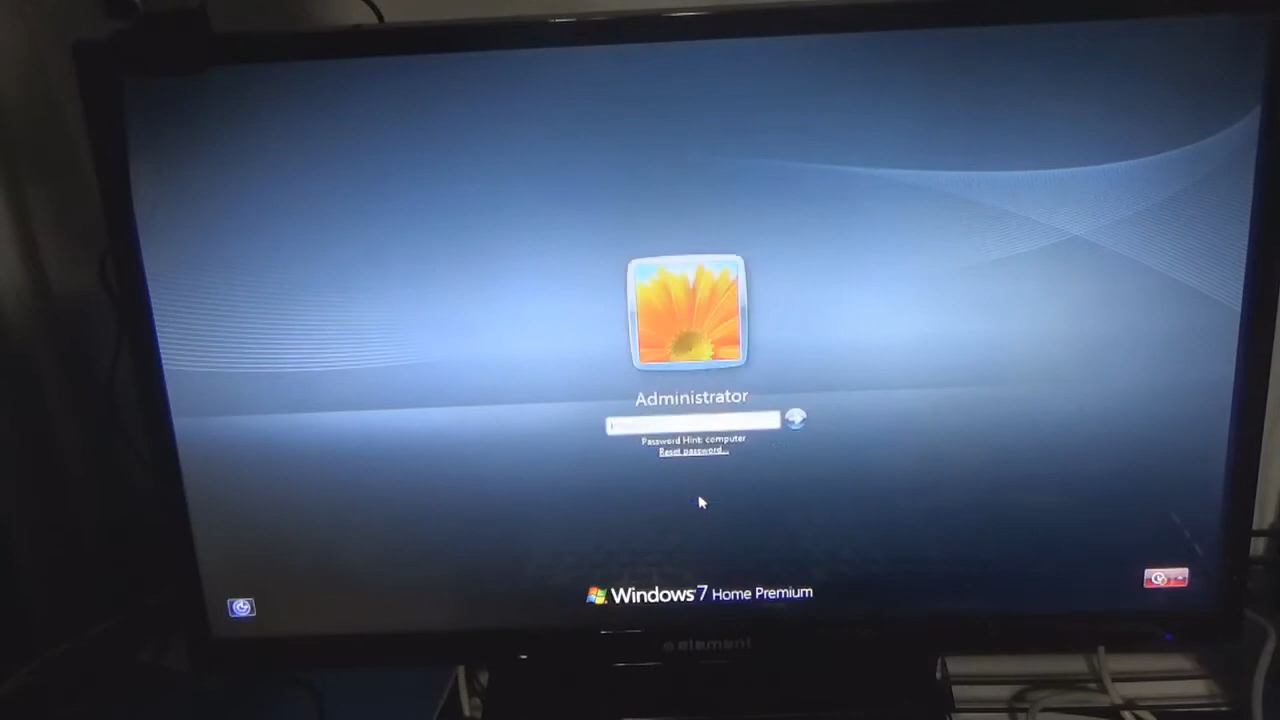 Administrator
Password Hint: computer
Reset password...
Windows 7 Home Premium
element